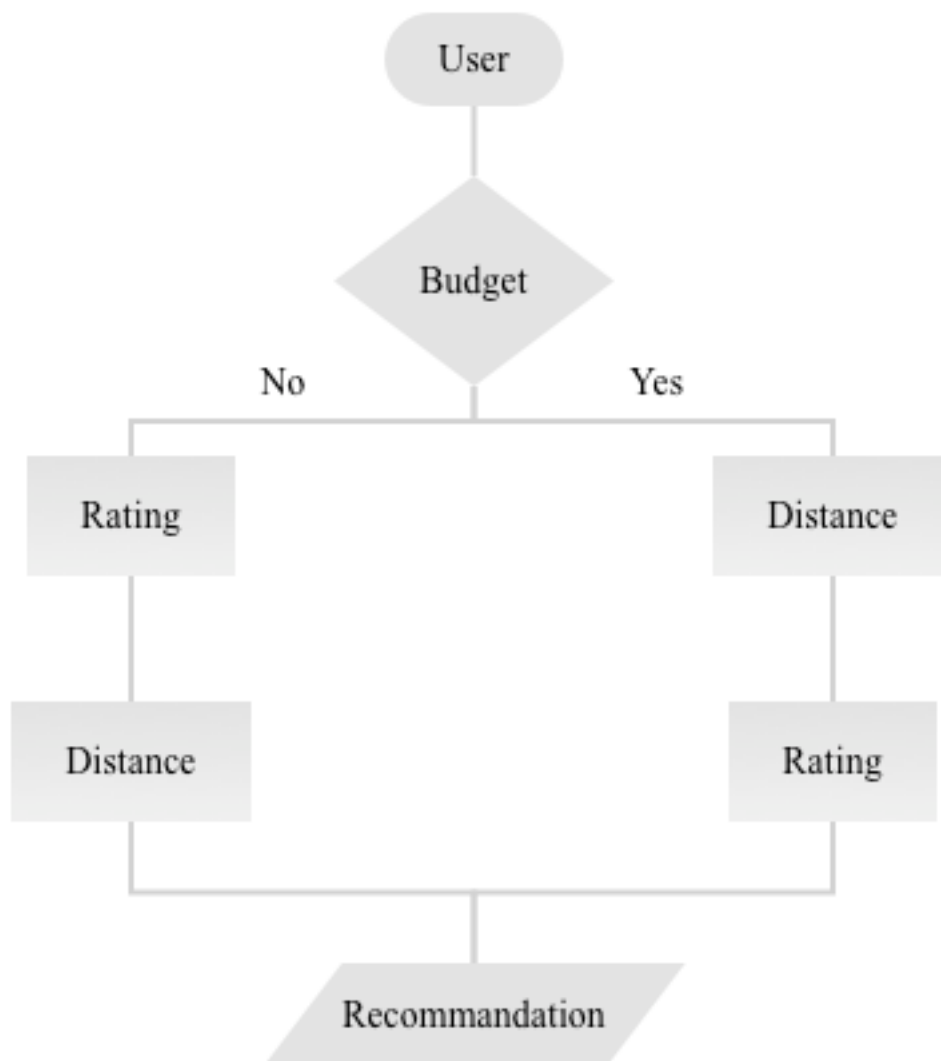 User
Budget
No
Yes
Rating
Distance
Distance
Rating
Recommandation